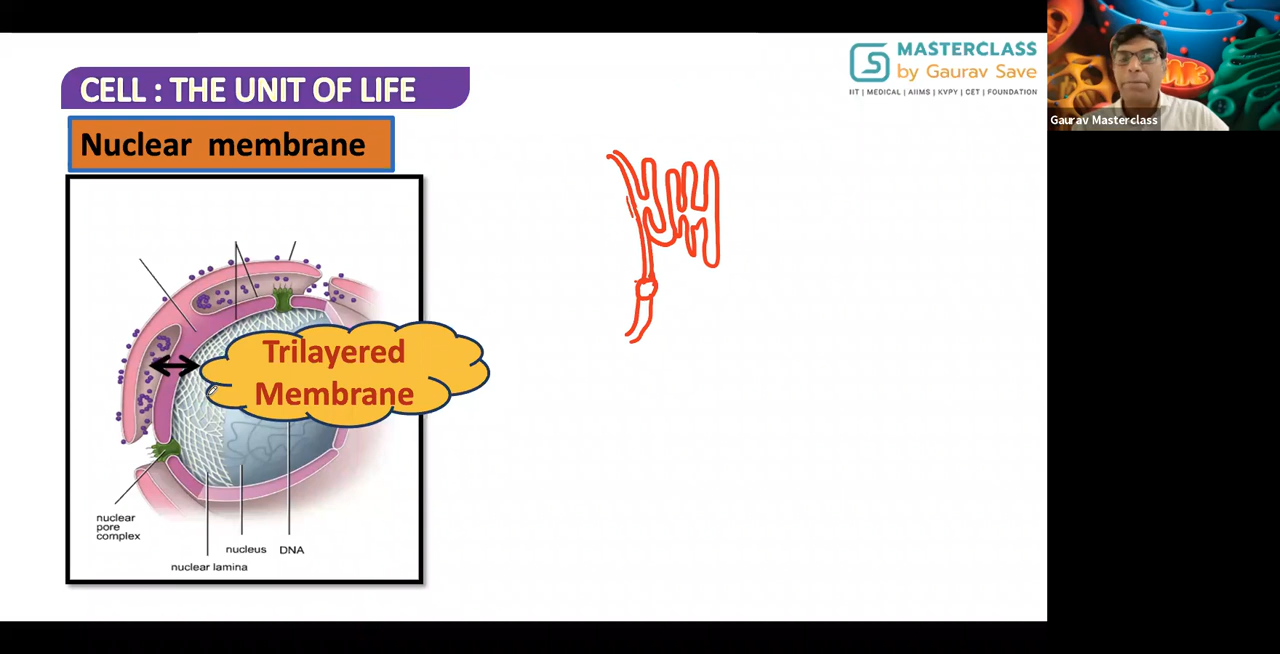 MASTERCLASS
by Gaurav Save
IIT | MEDICAL | AIIMS | KVPY | CET | FOUNDATION
Gaurav Masterclass
CELL : THE UNIT OF LIFE
Nuclear membrane
Trilayered
Membrane
nuclear
pore
complex
nucleus
DNA
nuclear lamina